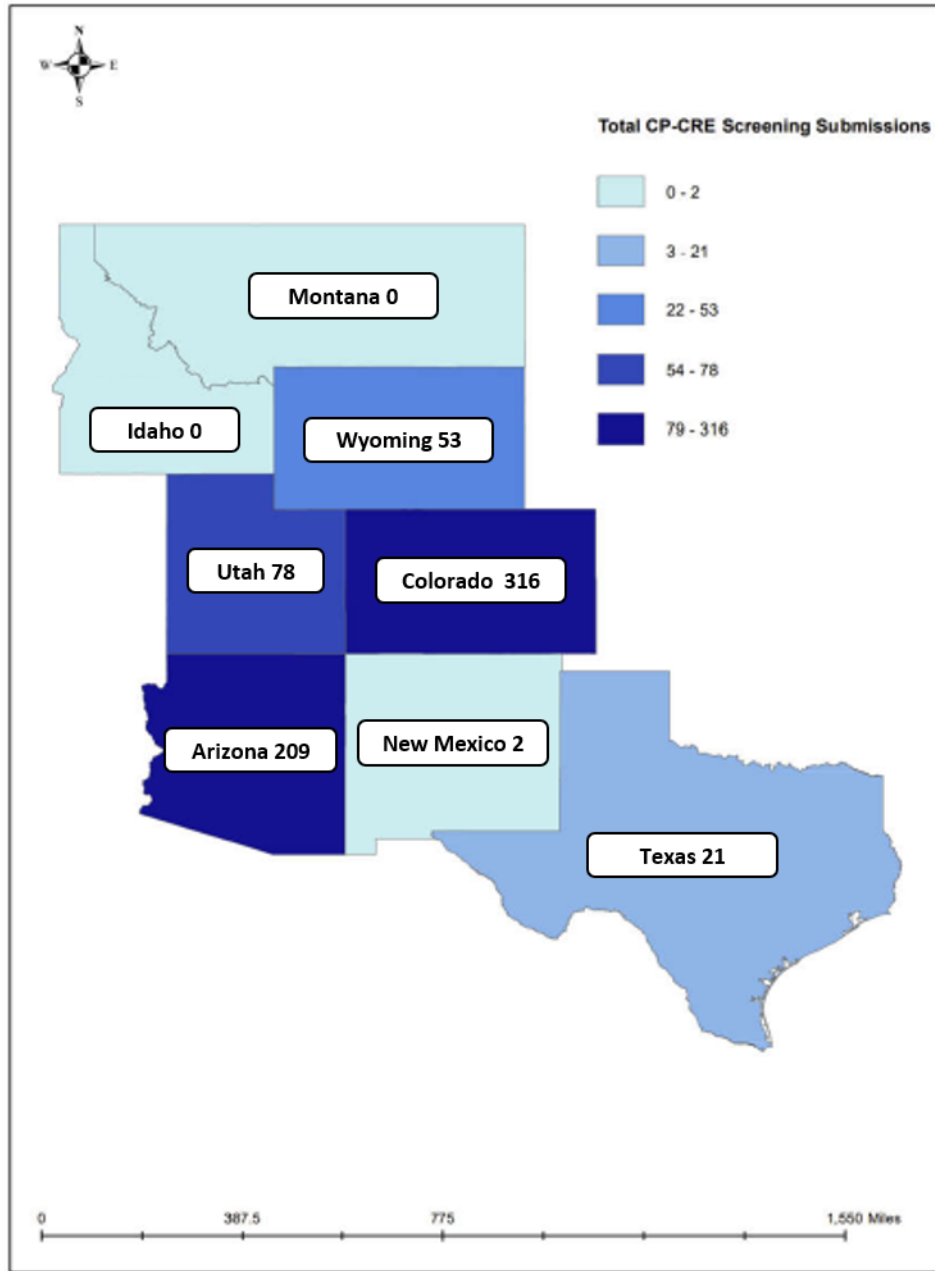 N
W E
S
Total CP-CRE Screening Submissions
0 - 2
3 - 21
22 - 53
54 - 78
79 - 316
Montana 0
Idaho 0
Wyoming 53
Utah 78
Colorado 316
Arizona 209
New Mexico 2
Texas 21
0 387.5 775 1,550 Miles